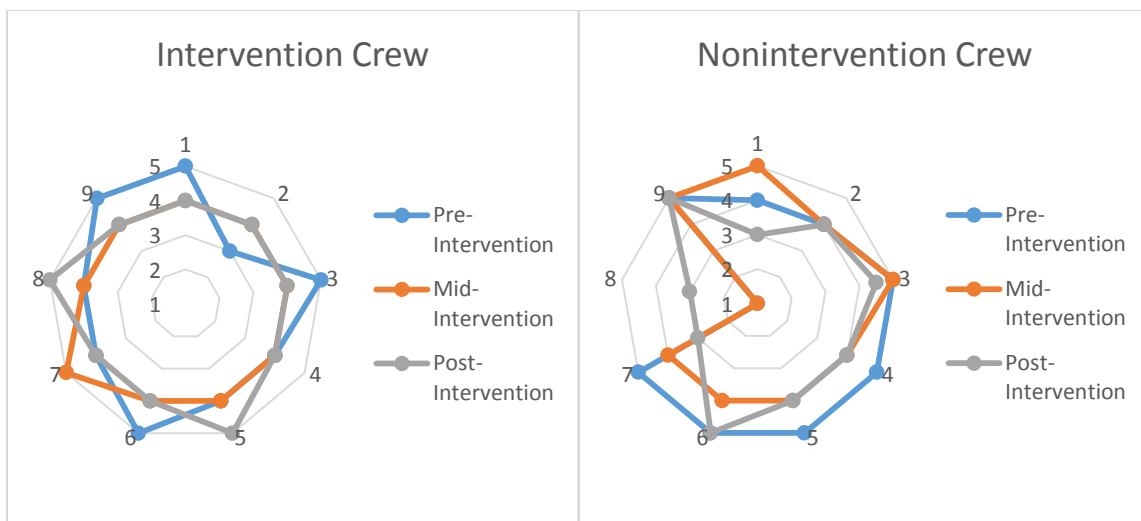 Intervention Crew
1
2
3
4
5
6
7
8
9
5
4
3
2
1
Pre-
Intervention
Mid-
Intervention
Post-
Intervention
Nonintervention Crew
1
2
3
4
5
6
7
8
9
5
4
3
2
1
Pre-
Intervention
Mid-
Intervention
Post-
Intervention